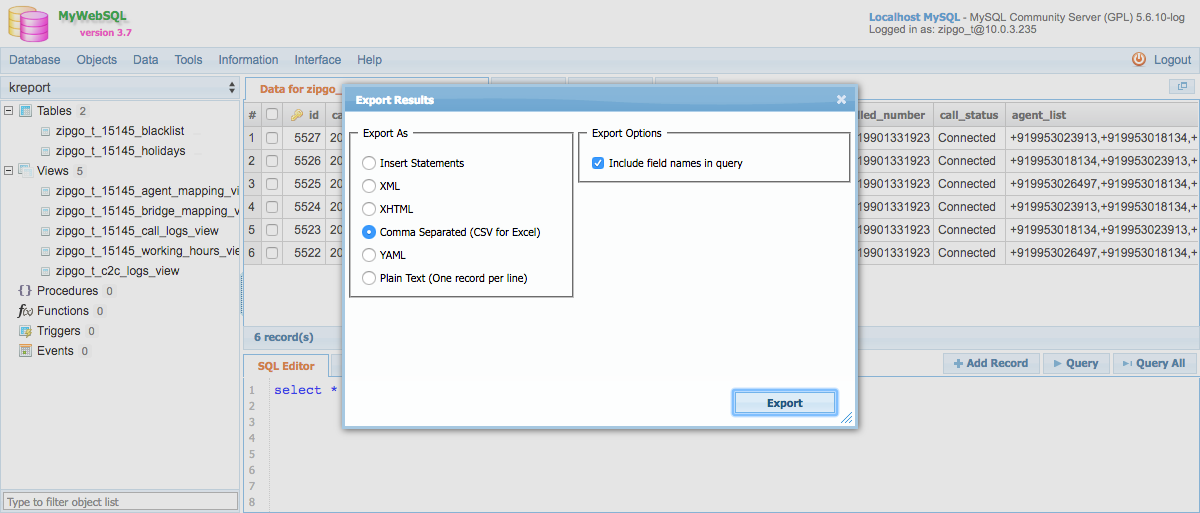 MyWebSQL
version 3.7
Localhost MySQL - MySQL Community Server (GPL) 5.6.10-log
Logged in as: zipgo_t@10.0.3.235
Database Objects Data Tools Information Interface Help
Logout
kreport
Tables 2
zipgo_t_15145_blacklist
zipgo_t_15145_holidays
Views 5
zipgo_t_15145_agent_mapping_vi
zipgo_t_15145_bridge_mapping_v
zipgo_t_15145_call_logs_view
zipgo_t_15145_working_hours_vie
zipgo_t_c2c_logs_view
{} Procedures 0
f(x) Functions 0
Triggers 0
Events 0
Type to filter object list
Data for zipgo_
# id ca lled_number call_status agent_list
1 5527 20 19901331923 Connected +919953023913,+919953018134,+
2 5526 20 19901331923 Connected +919953018134,+919953023913,+
3 5525 20 19901331923 Connected +919953026497,+919953018134,+
4 5524 20 19901331923 Connected +919953026497,+919953018134,+
5 5523 20 19901331923 Connected +919953018134,+919953023913,+
6 5522 20 19901331923 Connected +919953026497,+919953018134,+
6 record(s)
Export Results
Export As
Insert Statements
XML
XHTML
Comma Separated (CSV for Excel)
YAML
Plain Text (One record per line)
Export Options
Include field names in query
Export
SQL Editor
Add Record
Query
Query All
1 select *
2
3
4
5
6
7
8